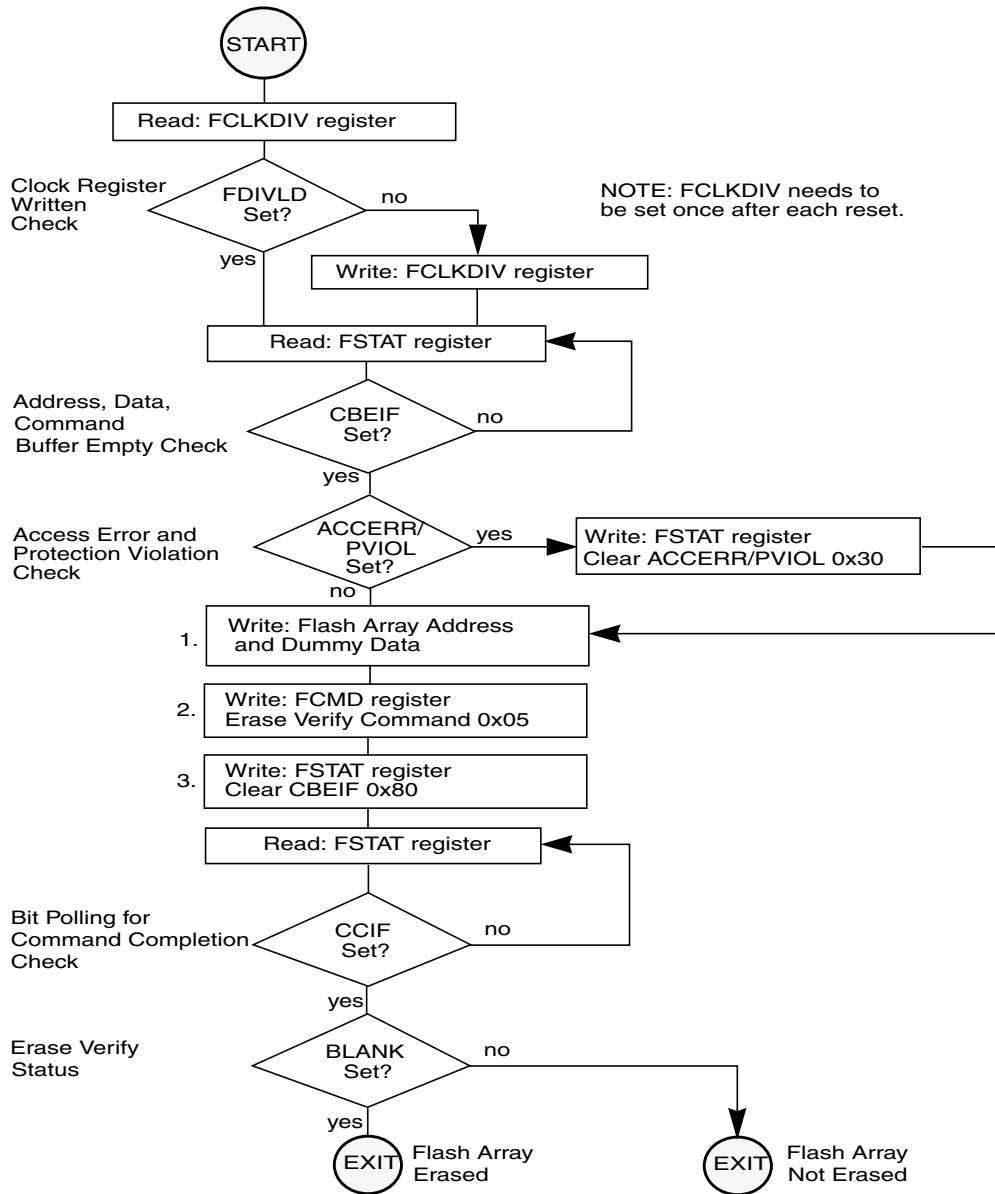 START
Read: FCLKDIV register
Clock Register
Written
Check
FDIVLD
Set?
no
NOTE: FCLKDIV needs to
be set once after each reset.
yes
Write: FCLKDIV register
Read: FSTAT register
Address, Data,
Command
Buffer Empty Check
CBEIF
Set?
no
yes
Access Error and
Protection Violation
Check
ACCERR/
PVIOL
Set?
yes
Write: FSTAT register
Clear ACCERR/PVIOL 0x30
no
1.
Write: Flash Array Address
and Dummy Data
2.
Write: FCMD register
Erase Verify Command 0x05
3.
Write: FSTAT register
Clear CBEIF 0x80
Read: FSTAT register
Bit Polling for
Command Completion
Check
CCIF
Set?
no
yes
Erase Verify
Status
BLANK
Set?
no
yes
EXIT
Flash Array
Erased
EXIT
Flash Array
Not Erased